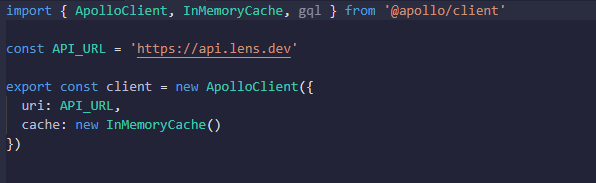 import { ApolloClient, InMemoryCache, gql } from '@apollo/client'
const API_URL = 'https://api.lens.dev'
export const client = new ApolloClient({
uri: API_URL,
cache: new InMemoryCache()
})